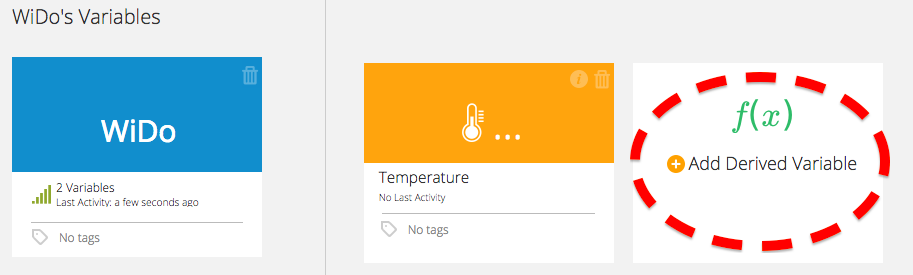 WiDo's Variables
WiDo
2 Variables
Last Activity: a few seconds ago
No tags
...
Temperature
No Last Activity
No tags
f(x)
Add Derived Variable